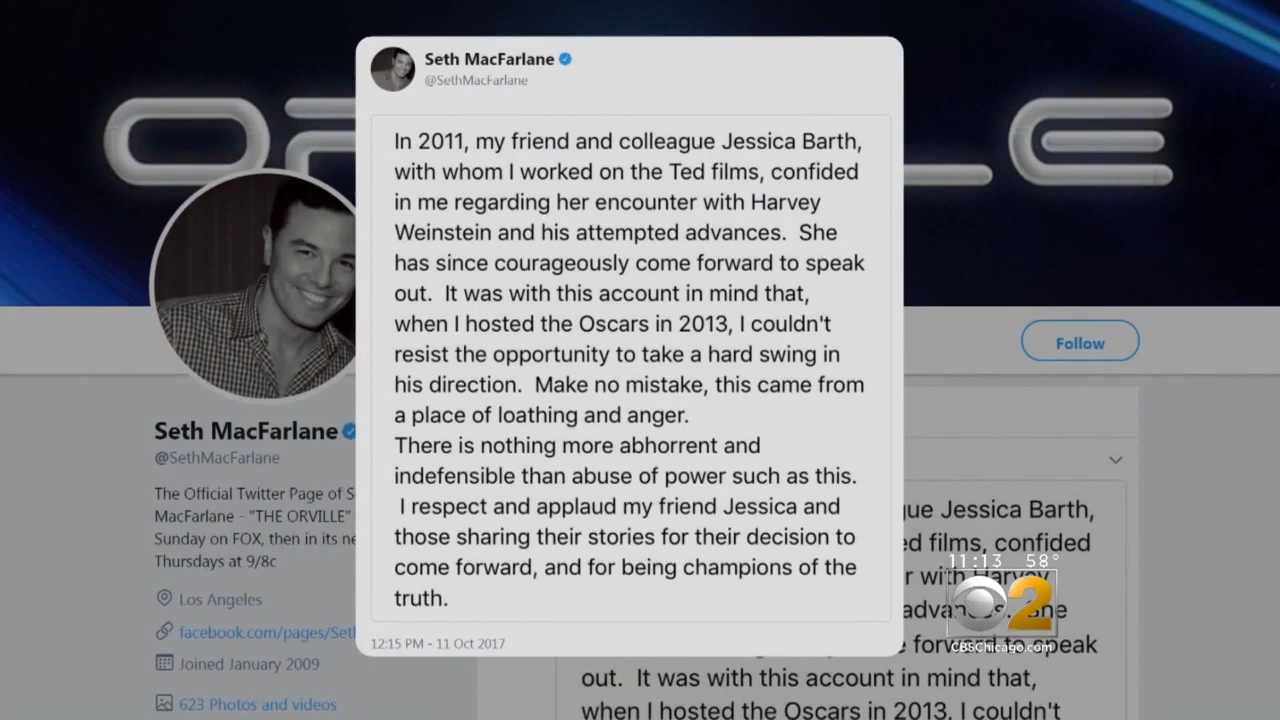 Seth MacFarlane
@SethMacFarlane
In 2011, my friend and colleague Jessica Barth,
with whom I worked on the Ted films, confided
in me regarding her encounter with Harvey
Weinstein and his attempted advances.  She
has since courageously come forward to speak
out.  It was with this account in mind that,
when I hosted the Oscars in 2013, I couldn't
resist the opportunity to take a hard swing in
his direction.  Make no mistake, this came from
a place of loathing and anger.
There is nothing more abhorrent and
indefensible than abuse of power such as this.
I respect and applaud my friend Jessica and
those sharing their stories for their decision to
come forward, and for being champions of the
truth.
12:15 PM - 11 Oct 2017
Follow
Seth MacFarlane
@SethMacFarlane
The Official Twitter Page of S
MacFarlane - "THE ORVILLE"
Sunday on FOX, then in its ne
Thursdays at 9/8c
Los Angeles
facebook.com/pages/Set
Joined January 2009
623 Photos and videos
gue Jessica Barth,
ed films, confided
r with Harvey
advances.  She
forward to speak
out.  It was with this account in mind that,
when I hosted the Oscars in 2013, I couldn't
11:13 58°
2
CBSChicago.com